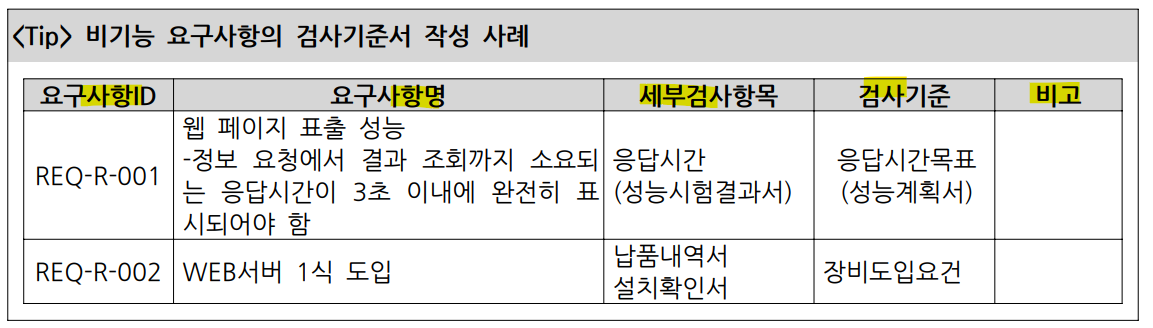 <Tip> 비기능 요구사항의 검사기준서 작성 사례
요구사항ID 요구사항명 세부검사항목 검사기준 비고
REQ-R-001
웹 페이지 표출 성능
-정보 요청에서 결과 조회까지 소요되
는 응답시간이 3초 이내에 완전히 표
시되어야 함
응답시간
(성능시험결과서)
응답시간목표
(성능계획서)
REQ-R-002
WEB서버 1식 도입
납품내역서
설치확인서
장비도입요건